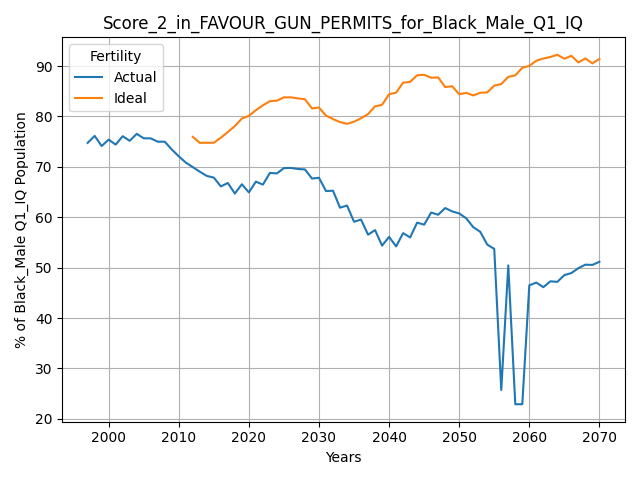 Score_2_in_FAVOUR_GUN_PERMITS_for_Black_Male_Q1_IQ
Fertility
Actual
Ideal
% of Black_Male Q1_IQ Population
90
80
70
60
50
40
30
20
2000 2010 2020 2030 2040 2050 2060 2070
Years